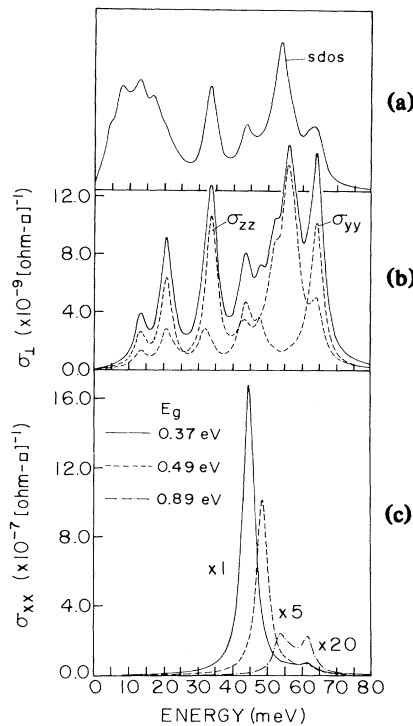 sdos
(a)
12.0
8.0
4.0
0.0
σ⊥ (x10⁻⁹ [ohm-□]⁻¹)
σzz
σyy
(b)
16.0
12.0
8.0
4.0
0.0
σxx (x10⁻⁷ [ohm-□]⁻¹)
Eg
0.37 eV
0.49 eV
0.89 eV
(c)
x1
x5
x20
0 10 20 30 40 50 60 70 80
ENERGY (meV)